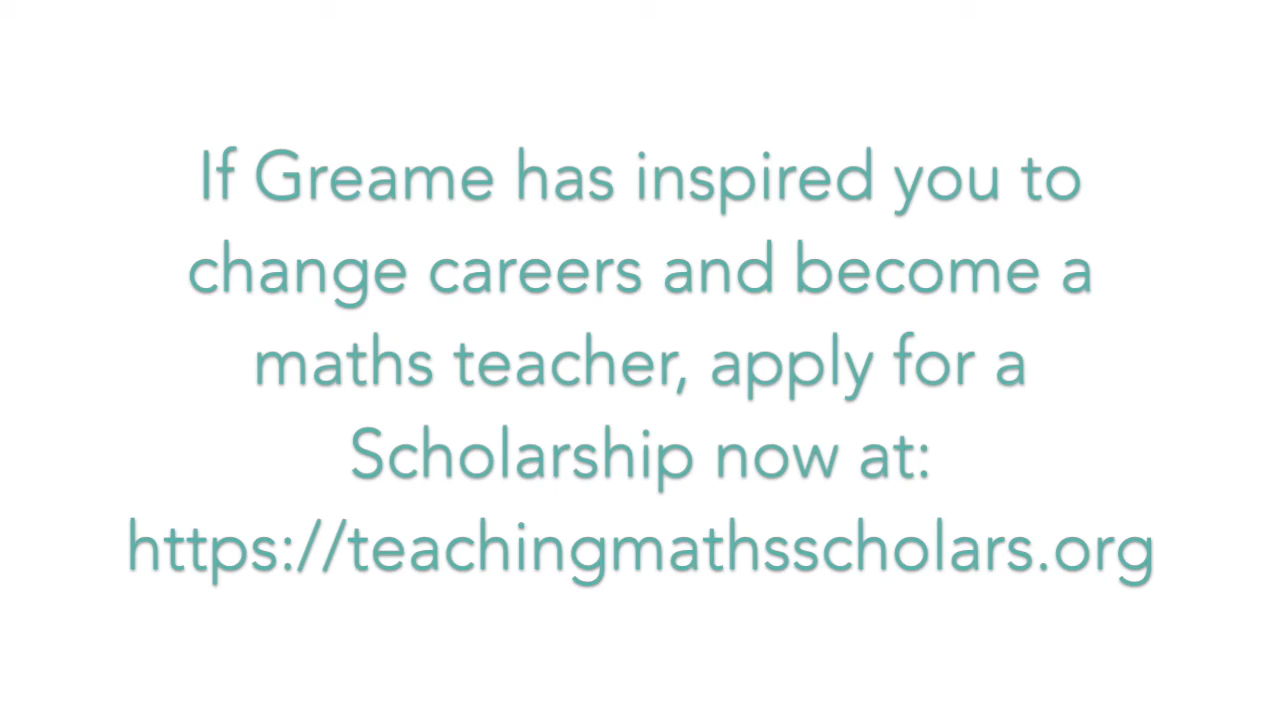 If Greame has inspired you to
change careers and become a
maths teacher, apply for a
Scholarship now at:
https://teachingmathsscholars.org